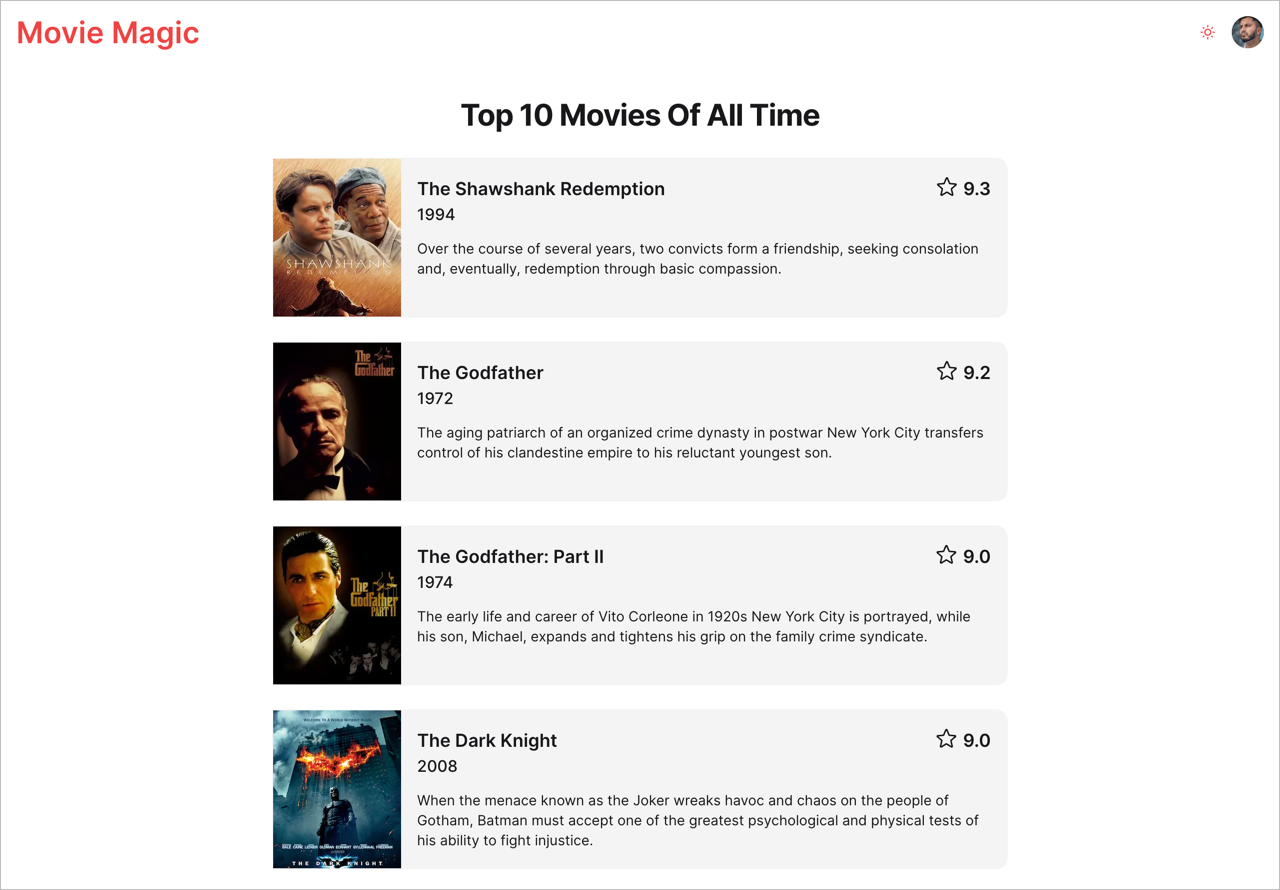 Movie Magic
Top 10 Movies Of All Time
The Shawshank Redemption
9.3
1994
Over the course of several years, two convicts form a friendship, seeking consolation
and, eventually, redemption through basic compassion.
SHAWSHANK
REDEMPTION
The Godfather
9.2
1972
The aging patriarch of an organized crime dynasty in postwar New York City transfers
control of his clandestine empire to his reluctant youngest son.
The
Godfather
The Godfather: Part II
9.0
1974
The early life and career of Vito Corleone in 1920s New York City is portrayed, while
his son, Michael, expands and tightens his grip on the family crime syndicate.
The
Godfather
PART II
The Dark Knight
9.0
2008
When the menace known as the Joker wreaks havoc and chaos on the people of
Gotham, Batman must accept one of the greatest psychological and physical tests of
his ability to fight injustice.
WELCOME TO A WORLD WITHOUT RULES
BALE CAINE LEDGER OLDMAN ECKHART GYLLENHAAL FREEMAN
THE DARK KNIGHT